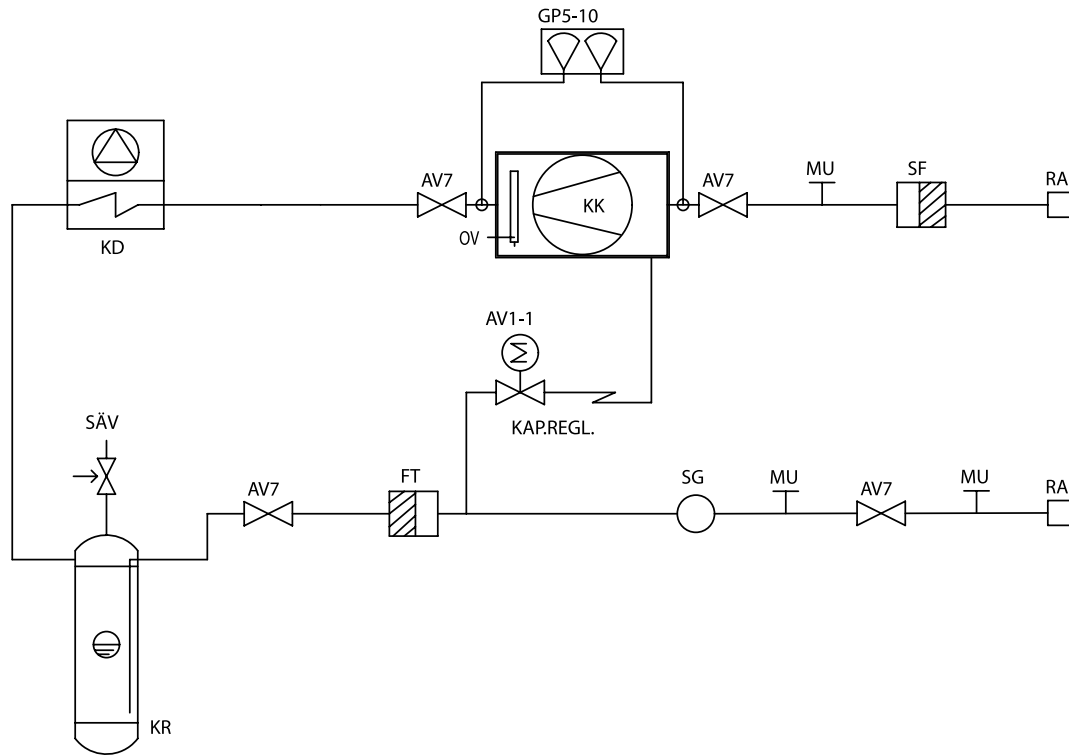 GP5-10
AV7
AV7
MU
SF
RA
KK
OV
KD
AV1-1
M
KAP.REGL.
SÄV
AV7
FT
SG
MU
AV7
MU
RA
KR